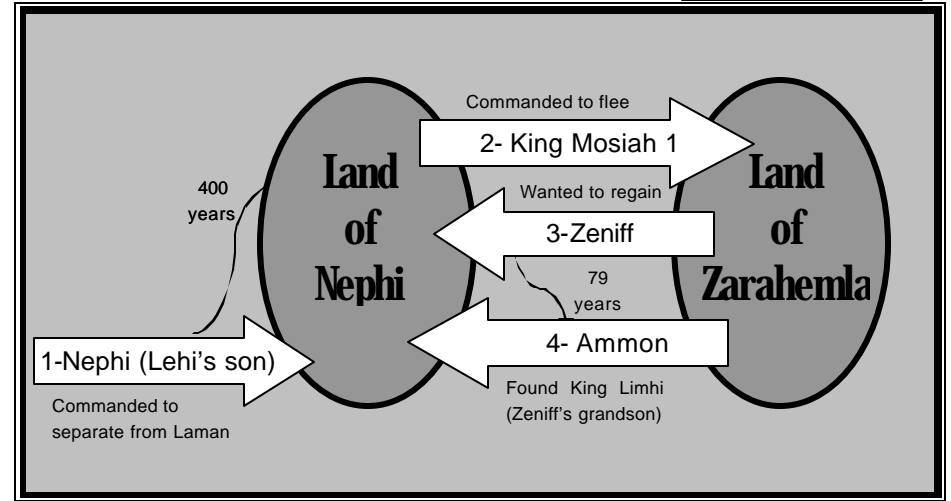 Commanded to flee
2- King Mosiah 1
Land
of
Nephi
Land
of
Zarahemla
400
years
Wanted to regain
3-Zeniff
79
years
4- Ammon
1-Nephi (Lehi's son)
Found King Limhi
(Zeniff's grandson)
Commanded to
separate from Laman